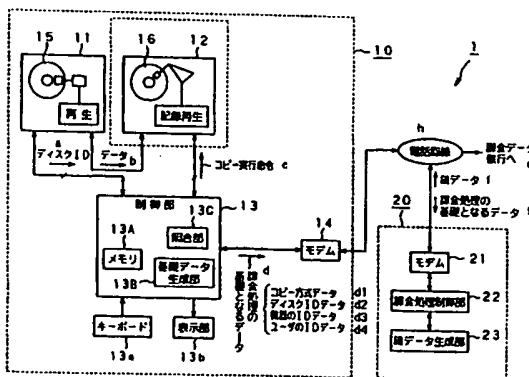 15
11
16
12
10
1
再生
記録再生
a
ディスクID
データ
b
コピー実行命令 c
h
電話回線
課金データ
銀行へ
鍵データ f
課金処理の
基礎となるデータ
20
制御部
13
13C
照合部
13A
メモリ
13B
基礎データ
生成部
14
モデム
d
課金処理の
基礎となるデータ
コピー方式データ d1
ディスクIDデータ d2
機器のIDデータ d3
ユーザのIDデータ d4
キーボード
13a
表示部
13b
モデム
21
課金処理制御部
22
鍵データ生成部
23